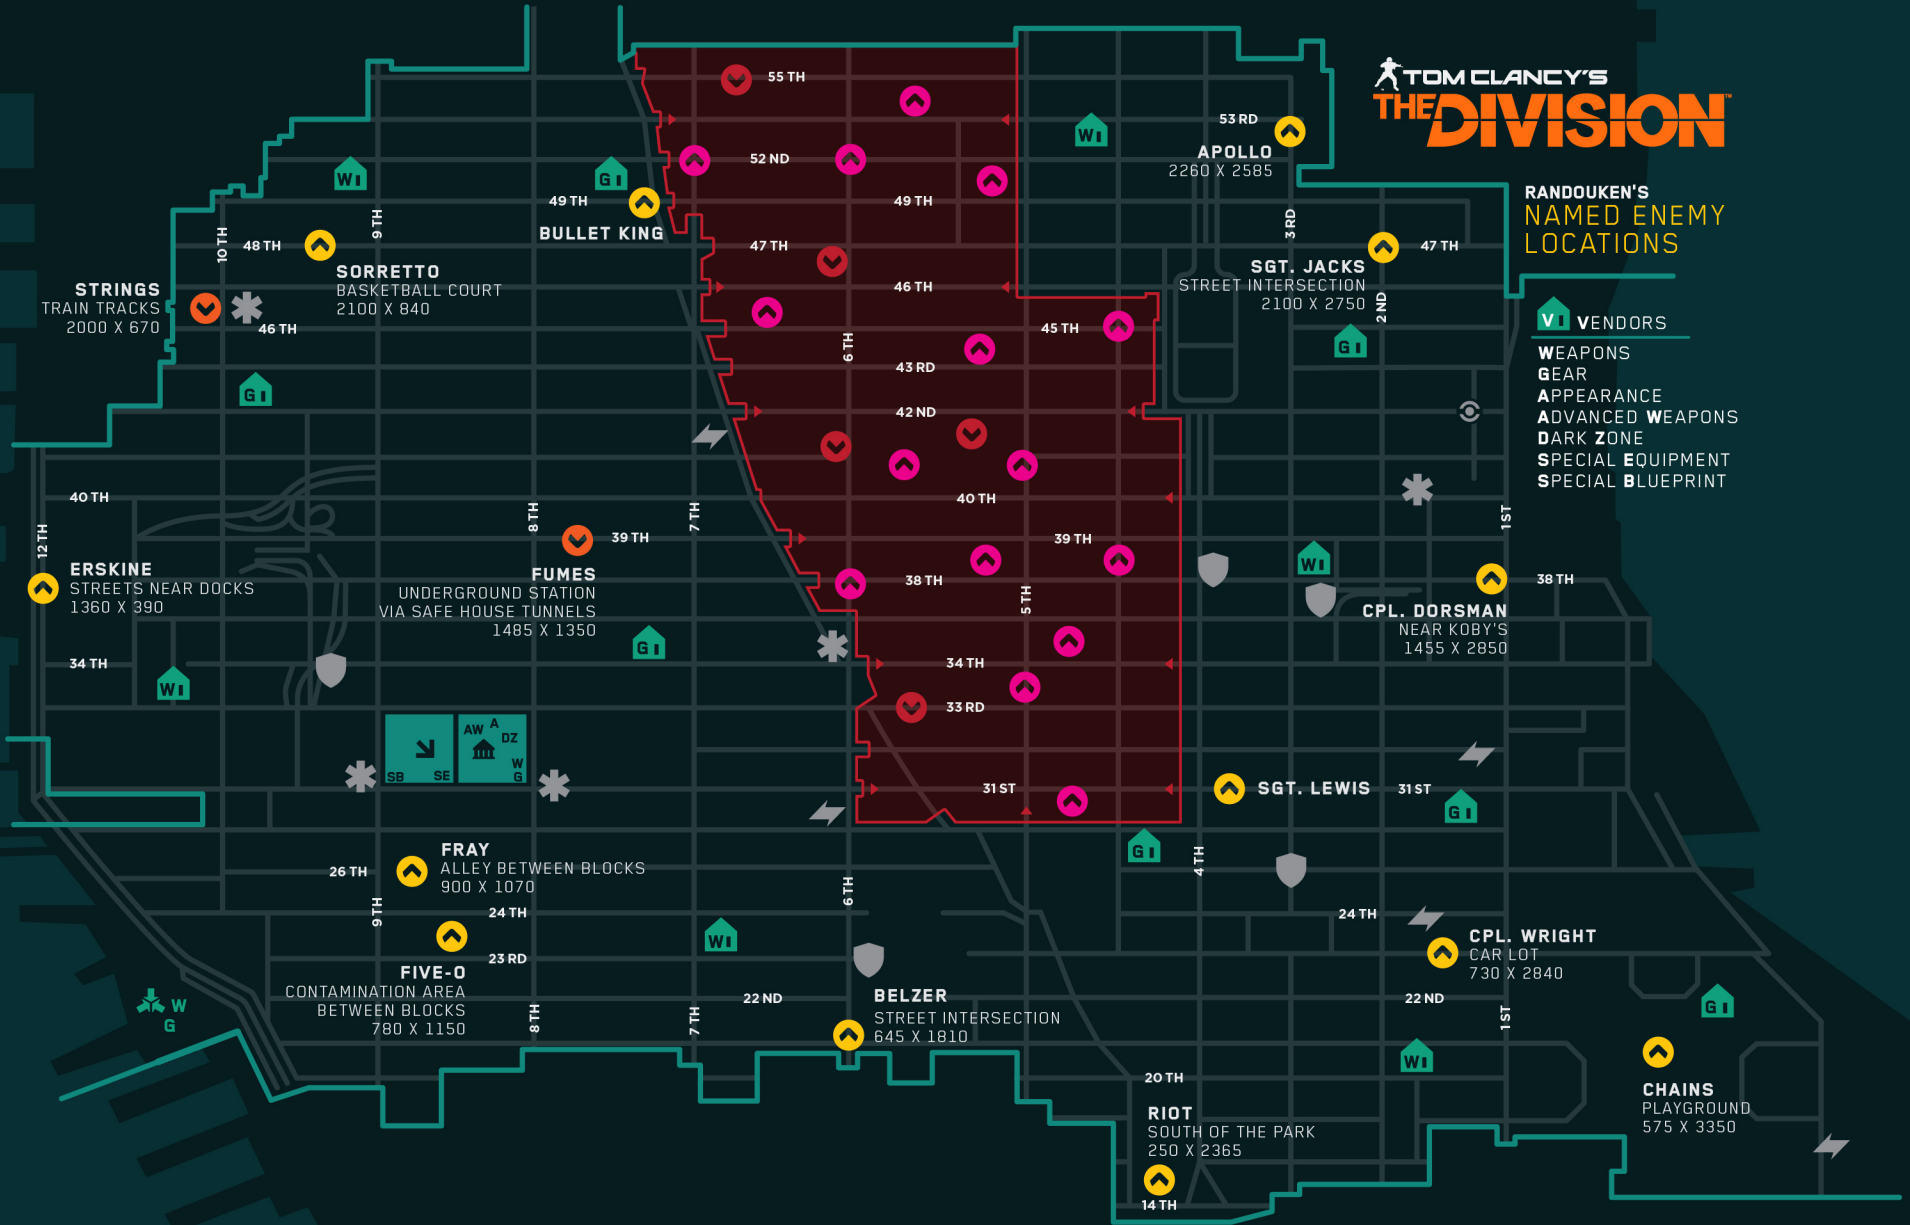 TOM CLANCY'S
THE DIVISION™
RANDOUKEN'S
NAMED ENEMY
LOCATIONS
V I VENDORS
WEAPONS
GEAR
APPEARANCE
ADVANCED WEAPONS
DARK ZONE
SPECIAL EQUIPMENT
SPECIAL BLUEPRINT
55 TH
53 RD
W I
APOLLO
2260 X 2585
52 ND
W I
G I
49 TH
49 TH
BULLET KING
9 TH
10 TH
48 TH
47 TH
3 RD
47 TH
SORRETTO
BASKETBALL COURT
2100 X 840
SGT. JACKS
STREET INTERSECTION
2100 X 2750
2 ND
STRINGS
TRAIN TRACKS
2000 X 670
46 TH
46 TH
45 TH
6 TH
G I
43 RD
G I
42 ND
40 TH
40 TH
12 TH
8 TH
7 TH
1 ST
39 TH
39 TH
W I
38 TH
38 TH
ERSKINE
STREETS NEAR DOCKS
1360 X 390
FUMES
UNDERGROUND STATION
VIA SAFE HOUSE TUNNELS
1485 X 1350
5 TH
CPL. DORSMAN
NEAR KOBY'S
1455 X 2850
G I
34 TH
34 TH
W I
33 RD
AW A
DZ
W
G
SB SE
31 ST
SGT. LEWIS
31 ST
G I
G I
FRAY
ALLEY BETWEEN BLOCKS
900 X 1070
26 TH
9 TH
6 TH
4 TH
24 TH
24 TH
W I
23 RD
FIVE-O
CONTAMINATION AREA
BETWEEN BLOCKS
780 X 1150
CPL. WRIGHT
CAR LOT
730 X 2840
W
G
8 TH
7 TH
22 ND
22 ND
1 ST
BELZER
STREET INTERSECTION
645 X 1810
G I
W I
20 TH
CHAINS
PLAYGROUND
575 X 3350
RIOT
SOUTH OF THE PARK
250 X 2365
14 TH